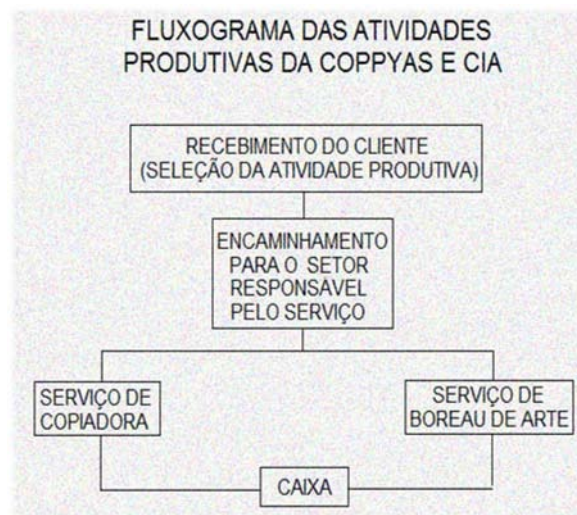 FLUXOGRAMA DAS ATIVIDADES
PRODUTIVAS DA COPPYAS E CIA
RECEBIMENTO DO CLIENTE
(SELEÇÃO DA ATIVIDADE PRODUTIVA)
ENCAMINHAMENTO
PARA O SETOR
RESPONSÁVEL
PELO SERVIÇO
SERVIÇO DE
COPIADORA
SERVIÇO DE
BOREAU DE ARTE
CAIXA